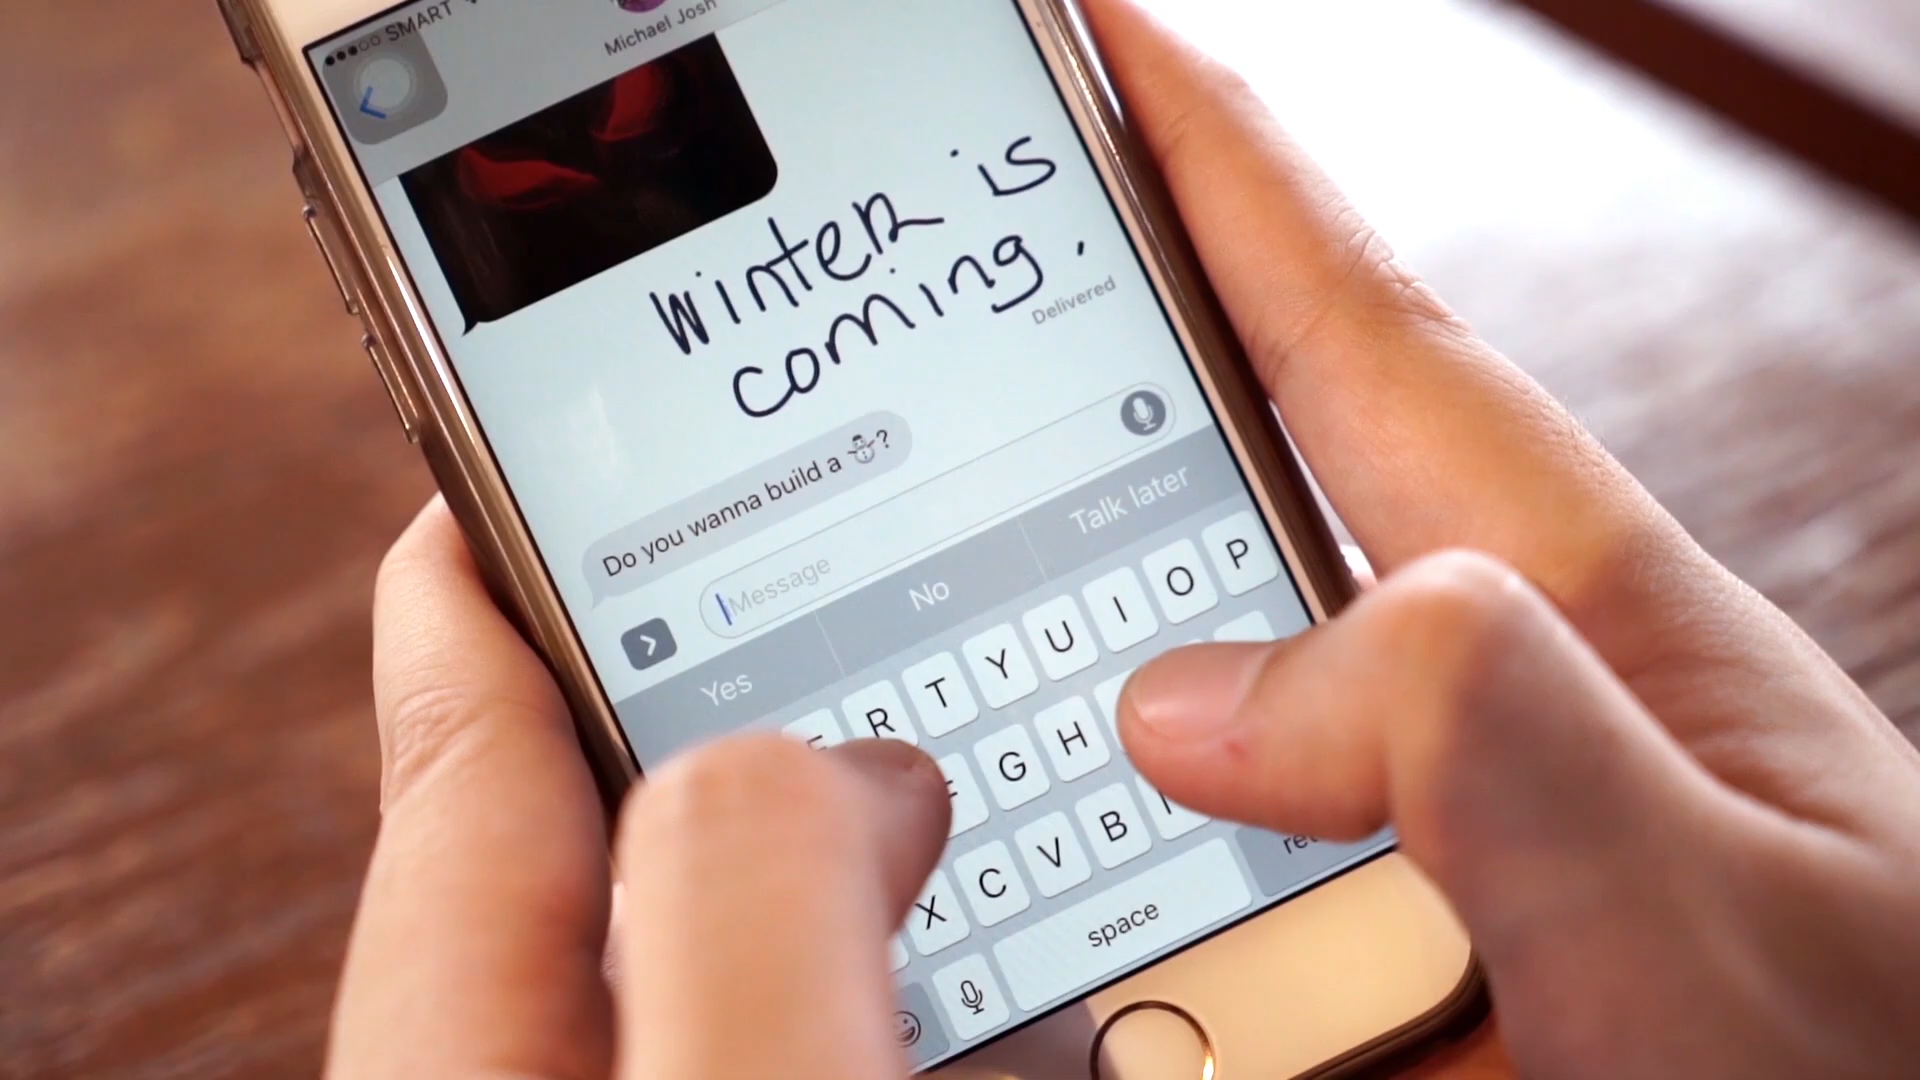 SMART
Michael Josh
Winter is
coming.
Delivered
Do you wanna build a ⛄?
Message
Yes
No
Talk later
R T Y U I O P
G H
X C V B
space